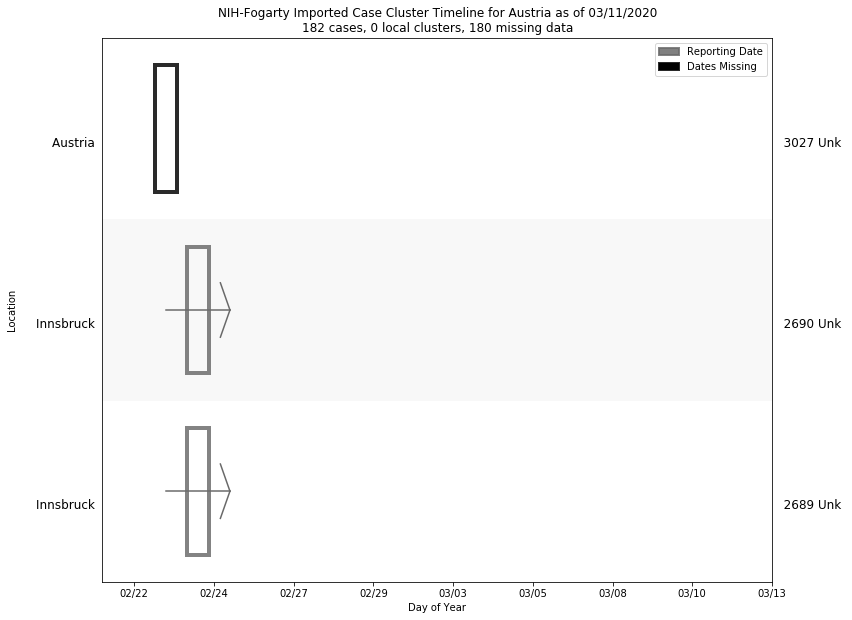 NIH-Fogarty Imported Case Cluster Timeline for Austria as of 03/11/2020
182 cases, 0 local clusters, 180 missing data
Reporting Date
Dates Missing
Austria
3027 Unk
Location
Innsbruck
2690 Unk
Innsbruck
2689 Unk
02/22 02/24 02/27 02/29 03/03 03/05 03/08 03/10 03/13
Day of Year